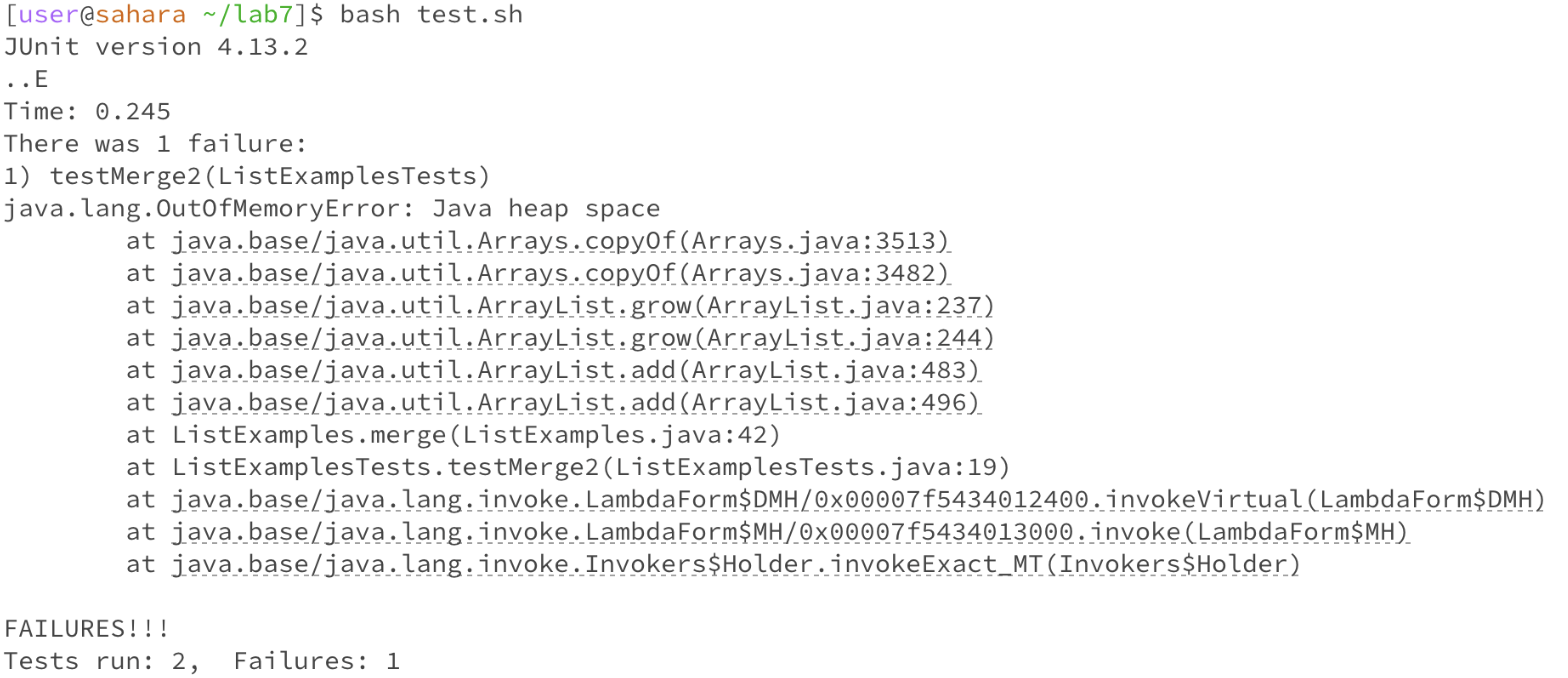 [user@sahara ~/lab7]$ bash test.sh
JUnit version 4.13.2
..E
Time: 0.245
There was 1 failure:
1) testMerge2(ListExamplesTests)
java.lang.OutOfMemoryError: Java heap space
        at java.base/java.util.Arrays.copyOf(Arrays.java:3513)
        at java.base/java.util.Arrays.copyOf(Arrays.java:3482)
        at java.base/java.util.ArrayList.grow(ArrayList.java:237)
        at java.base/java.util.ArrayList.grow(ArrayList.java:244)
        at java.base/java.util.ArrayList.add(ArrayList.java:483)
        at java.base/java.util.ArrayList.add(ArrayList.java:496)
        at ListExamples.merge(ListExamples.java:42)
        at ListExamplesTests.testMerge2(ListExamplesTests.java:19)
        at java.base/java.lang.invoke.LambdaForm$DMH/0x00007f5434012400.invokeVirtual(LambdaForm$DMH)
        at java.base/java.lang.invoke.LambdaForm$MH/0x00007f5434013000.invoke(LambdaForm$MH)
        at java.base/java.lang.invoke.Invokers$Holder.invokeExact_MT(Invokers$Holder)

FAILURES!!!
Tests run: 2,  Failures: 1